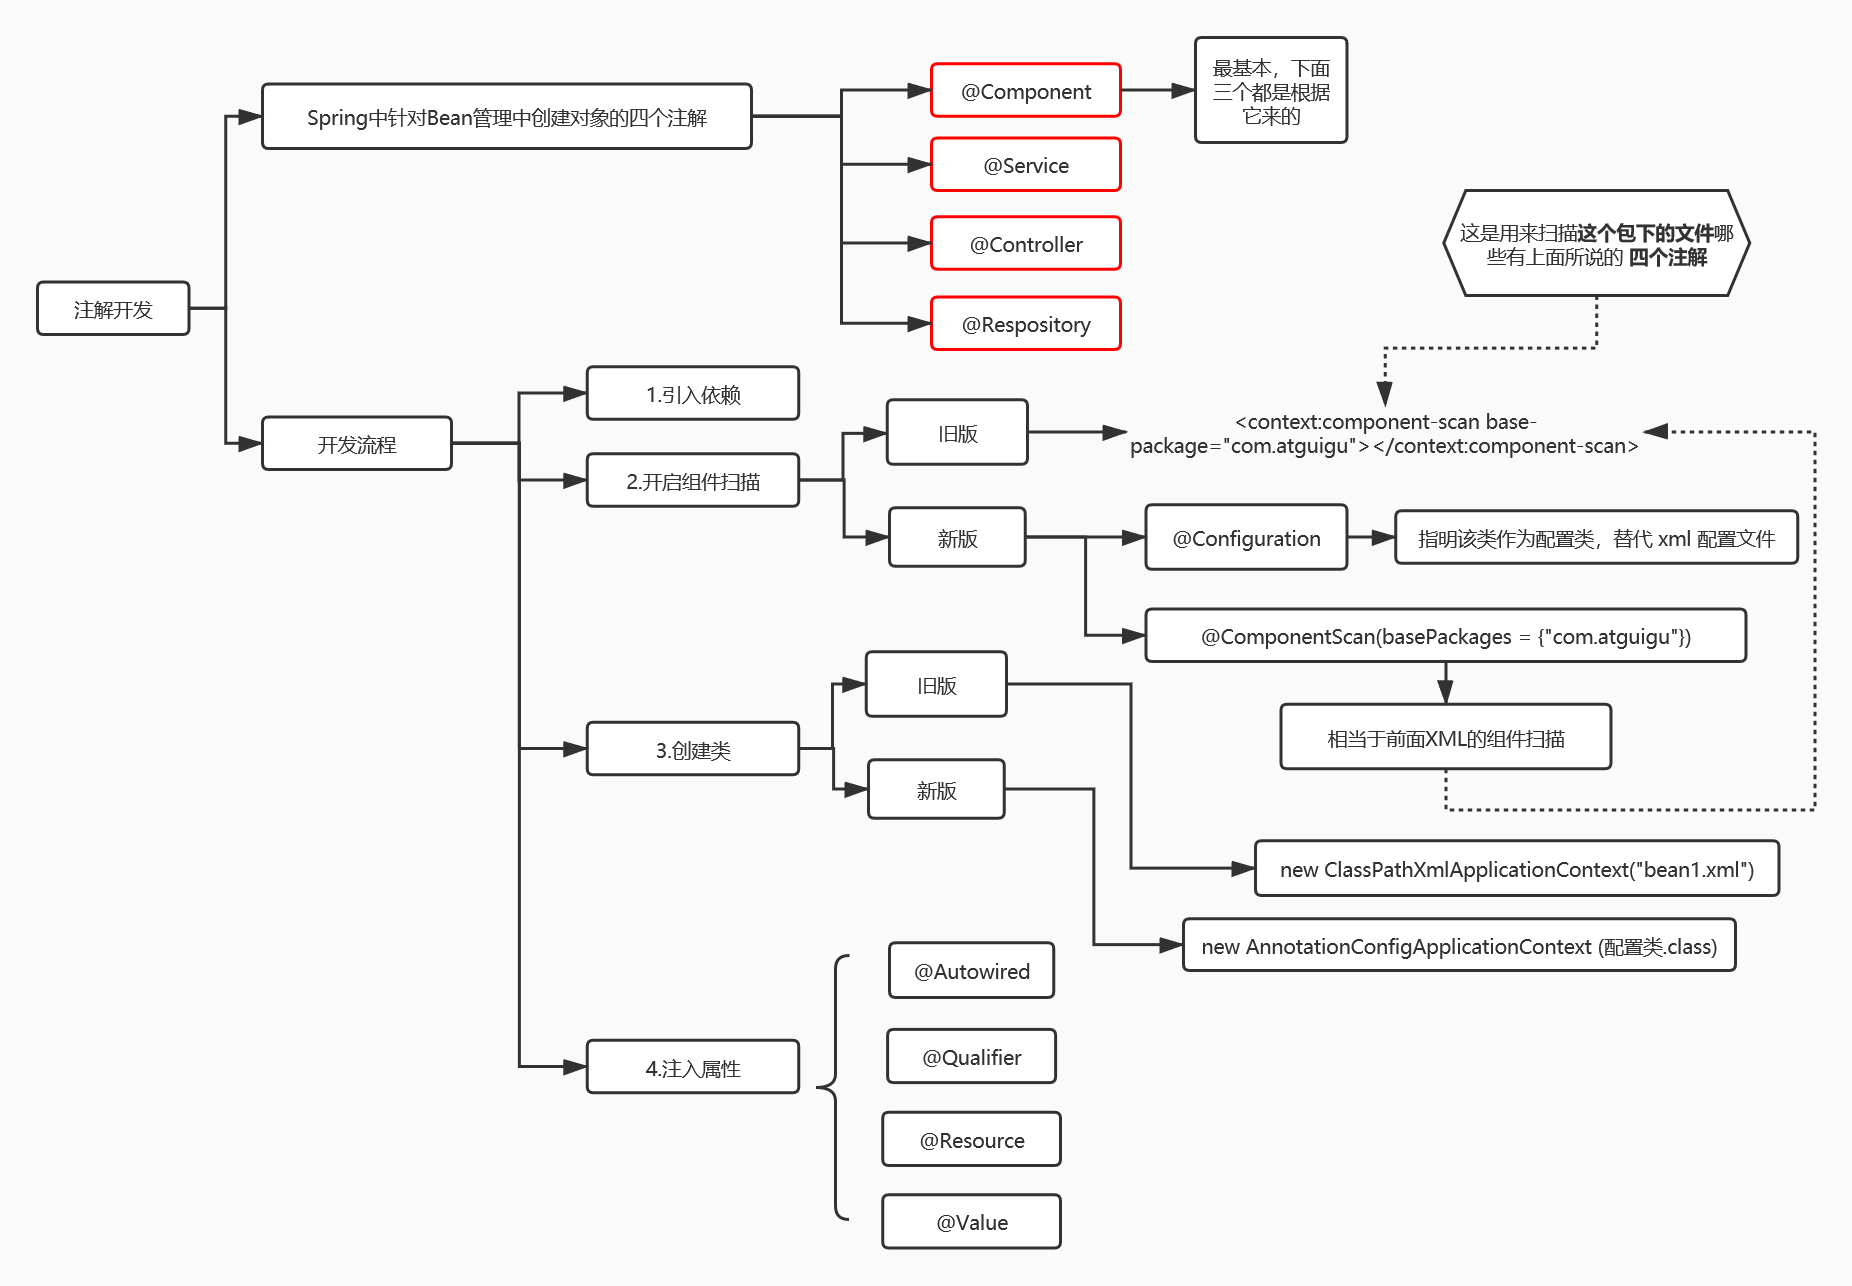 注解开发
Spring中针对Bean管理中创建对象的四个注解
@Component
最基本，下面
三个都是根据
它来的
@Service
@Controller
@Respository
这是用来扫描这个包下的文件哪
些有上面所说的 四个注解
开发流程
1.引入依赖
2.开启组件扫描
旧版
<context:component-scan base-
package="com.atguigu"></context:component-scan>
新版
@Configuration
指明该类作为配置类，替代 xml 配置文件
@ComponentScan(basePackages = {"com.atguigu"})
相当于前面XML的组件扫描
3.创建类
旧版
new ClassPathXmlApplicationContext("bean1.xml")
新版
new AnnotationConfigApplicationContext (配置类.class)
4.注入属性
@Autowired
@Qualifier
@Resource
@Value